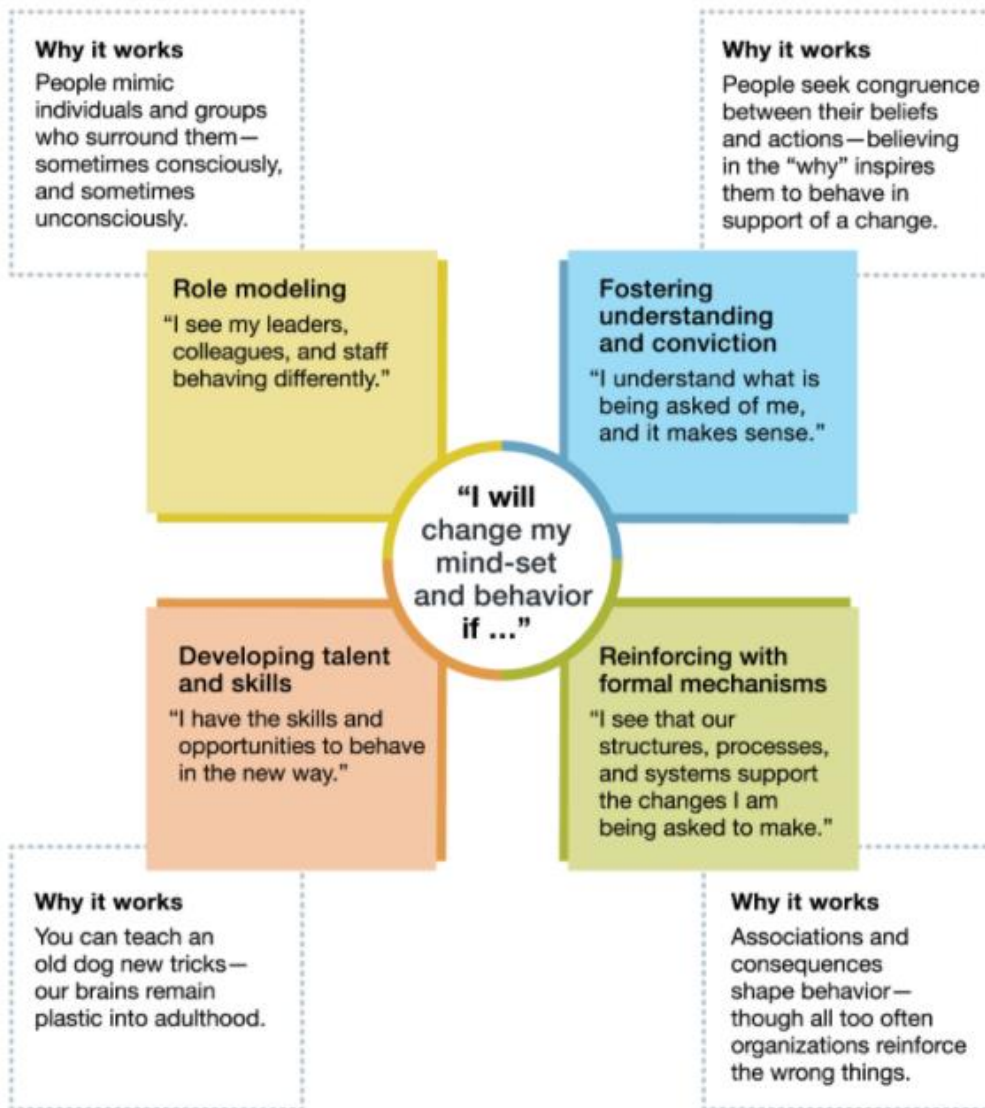 Why it works
People mimic
individuals and groups
who surround them—
sometimes consciously,
and sometimes
unconsciously.
Why it works
People seek congruence
between their beliefs
and actions—believing
in the “why” inspires
them to behave in
support of a change.
Role modeling
“I see my leaders,
colleagues, and staff
behaving differently.”
Fostering
understanding
and conviction
“I understand what is
being asked of me,
and it makes sense.”
“I will
change my
mind-set
and behavior
if ...”
Developing talent
and skills
“I have the skills and
opportunities to behave
in the new way.”
Reinforcing with
formal mechanisms
“I see that our
structures, processes,
and systems support
the changes I am
being asked to make.”
Why it works
You can teach an
old dog new tricks—
our brains remain
plastic into adulthood.
Why it works
Associations and
consequences
shape behavior—
though all too often
organizations reinforce
the wrong things.